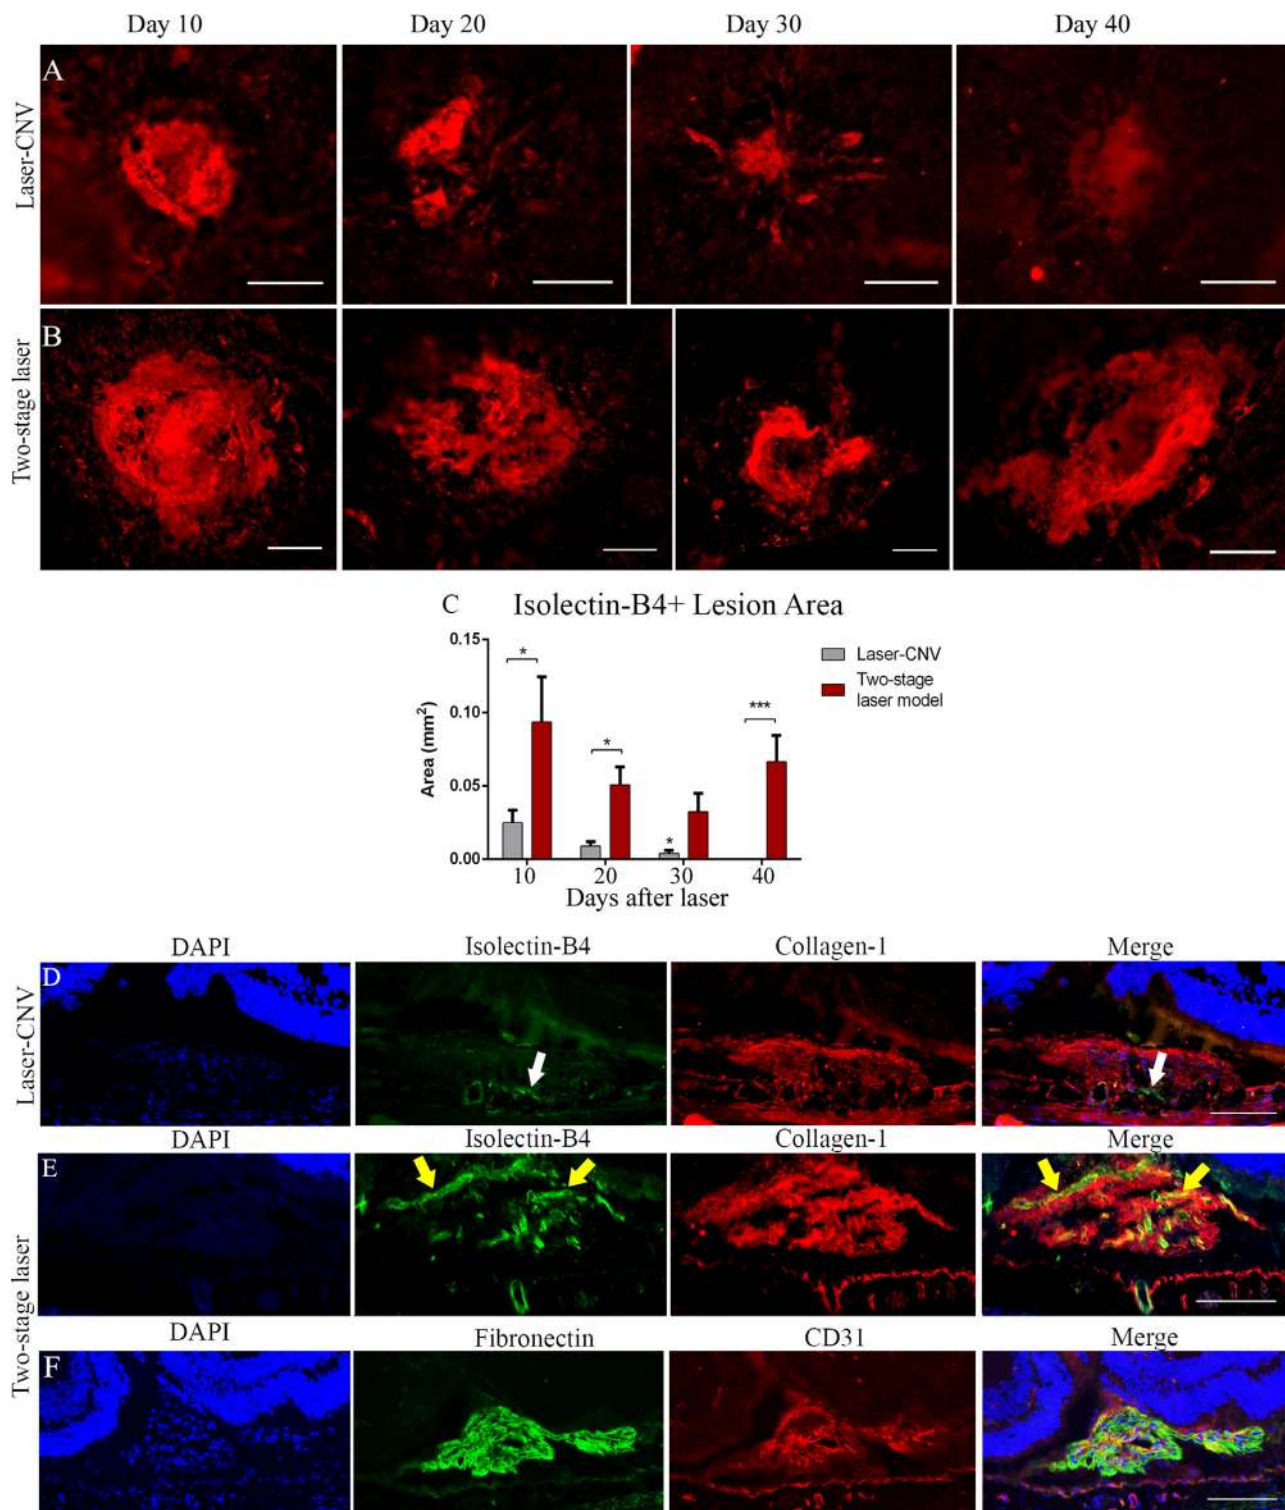 Day 10 Day 20 Day 30 Day 40
A
Laser-CNV
B
Two-stage laser
C Isolectin-B4+ Lesion Area
0.15
0.10
0.05
0.00
Area (mm²)
*
*
*
***
Laser-CNV
Two-stage
laser model
10 20 30 40
Days after laser
DAPI Isolectin-B4 Collagen-1 Merge
D
Laser-CNV
DAPI Isolectin-B4 Collagen-1 Merge
E
Two-stage laser
DAPI Fibronectin CD31 Merge
F